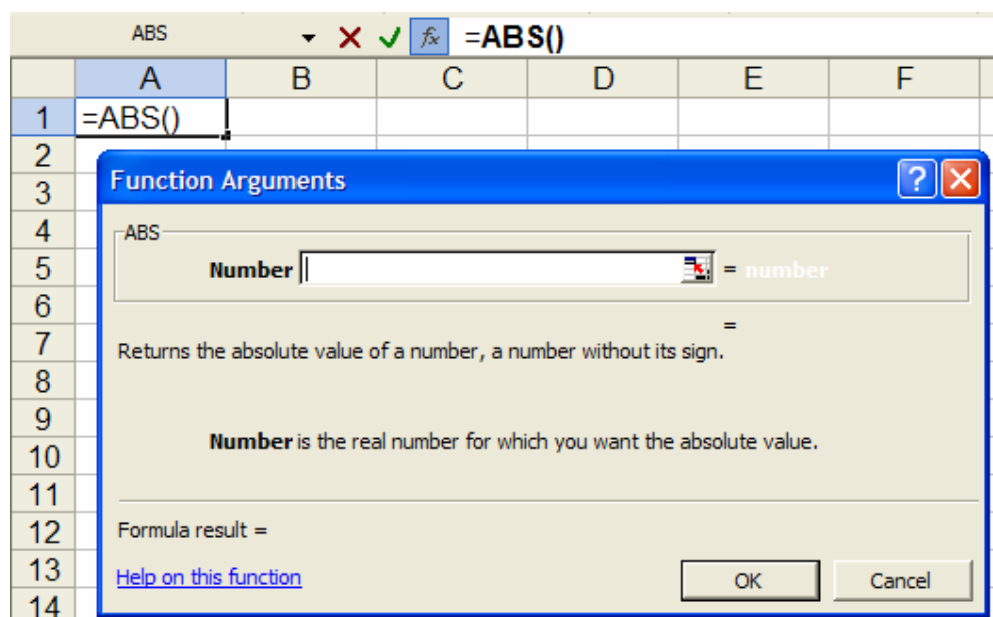 ABS fx =ABS()
A B C D E F
1 =ABS()
2
3 Function Arguments ?
4 ABS
5 Number = number
6
=
7 Returns the absolute value of a number, a number without its sign.
8
9
Number is the real number for which you want the absolute value.
10
11
12 Formula result =
13 Help on this function OK Cancel
14